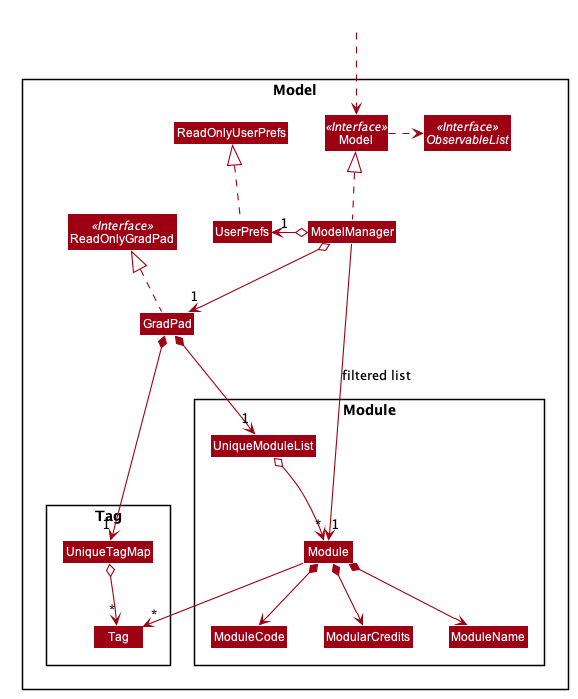 Model
ReadOnlyUserPrefs
«Interface»
Model
«Interface»
ObservableList
«Interface»
ReadOnlyGradPad
UserPrefs
1
ModelManager
1
GradPad
filtered list
Module
1
UniqueModuleList
Tag
1
*
1
UniqueTagMap
Module
*
*
Tag
ModuleCode
ModularCredits
ModuleName